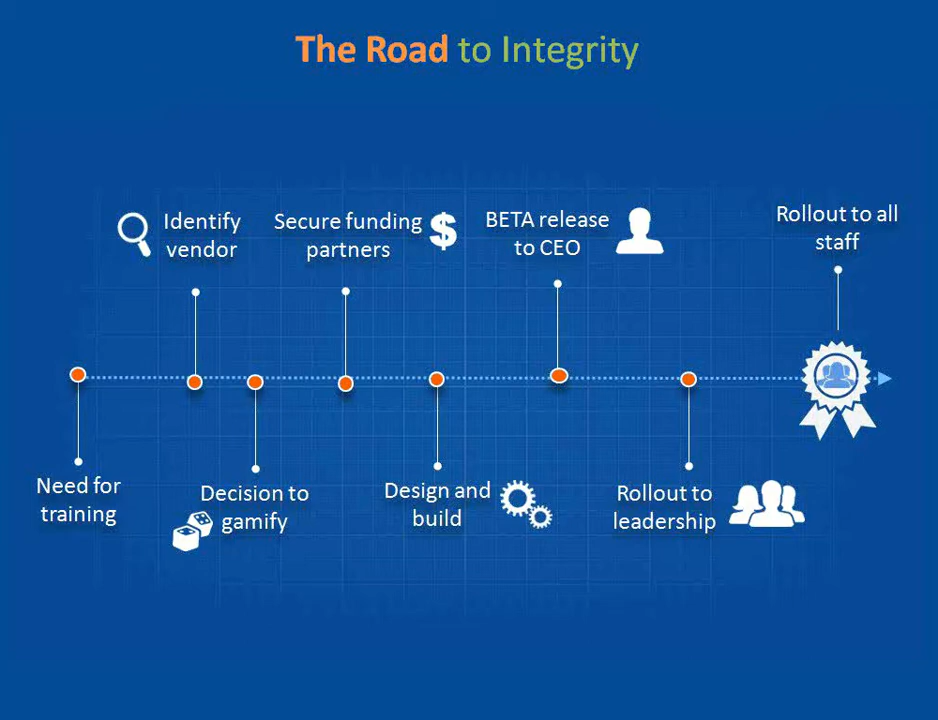 The Road to Integrity
Need for
training
Identify
vendor
Decision to
gamify
Secure funding
partners
$
Design and
build
BETA release
to CEO
Rollout to
leadership
Rollout to all
staff